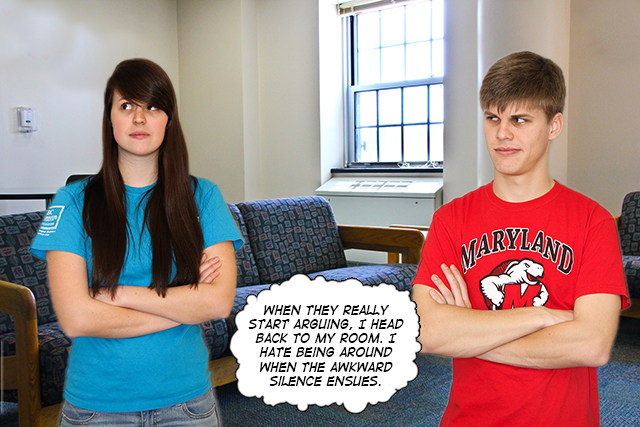 MARYLAND
M
WHEN THEY REALLY
START ARGUING, I HEAD
BACK TO MY ROOM. I
HATE BEING AROUND
WHEN THE AWKWARD
SILENCE ENSUES.